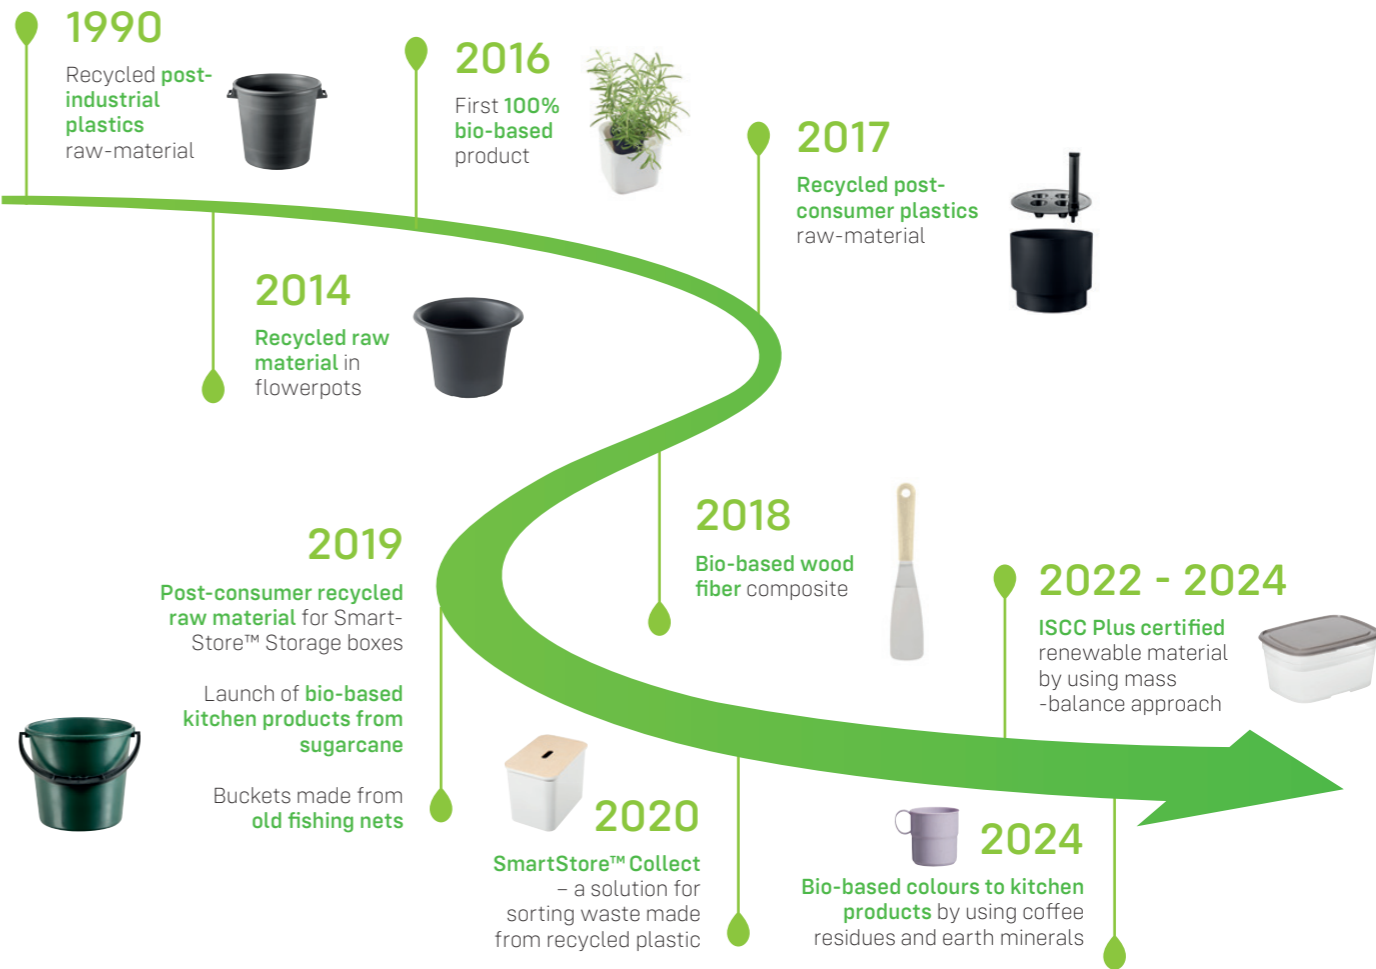 1990
Recycled post-
industrial
plastics
raw-material
2016
First 100%
bio-based
product
2017
Recycled post-
consumer plastics
raw-material
2014
Recycled raw
material in
flowerpots
2018
Bio-based wood
fiber composite
2019
Post-consumer recycled
raw material for Smart-
Store™ Storage boxes
Launch of bio-based
kitchen products from
sugarcane
Buckets made from
old fishing nets
2022 - 2024
ISCC Plus certified
renewable material
by using mass
-balance approach
2020
SmartStore™ Collect
– a solution for
sorting waste made
from recycled plastic
2024
Bio-based colours to kitchen
products by using coffee
residues and earth minerals